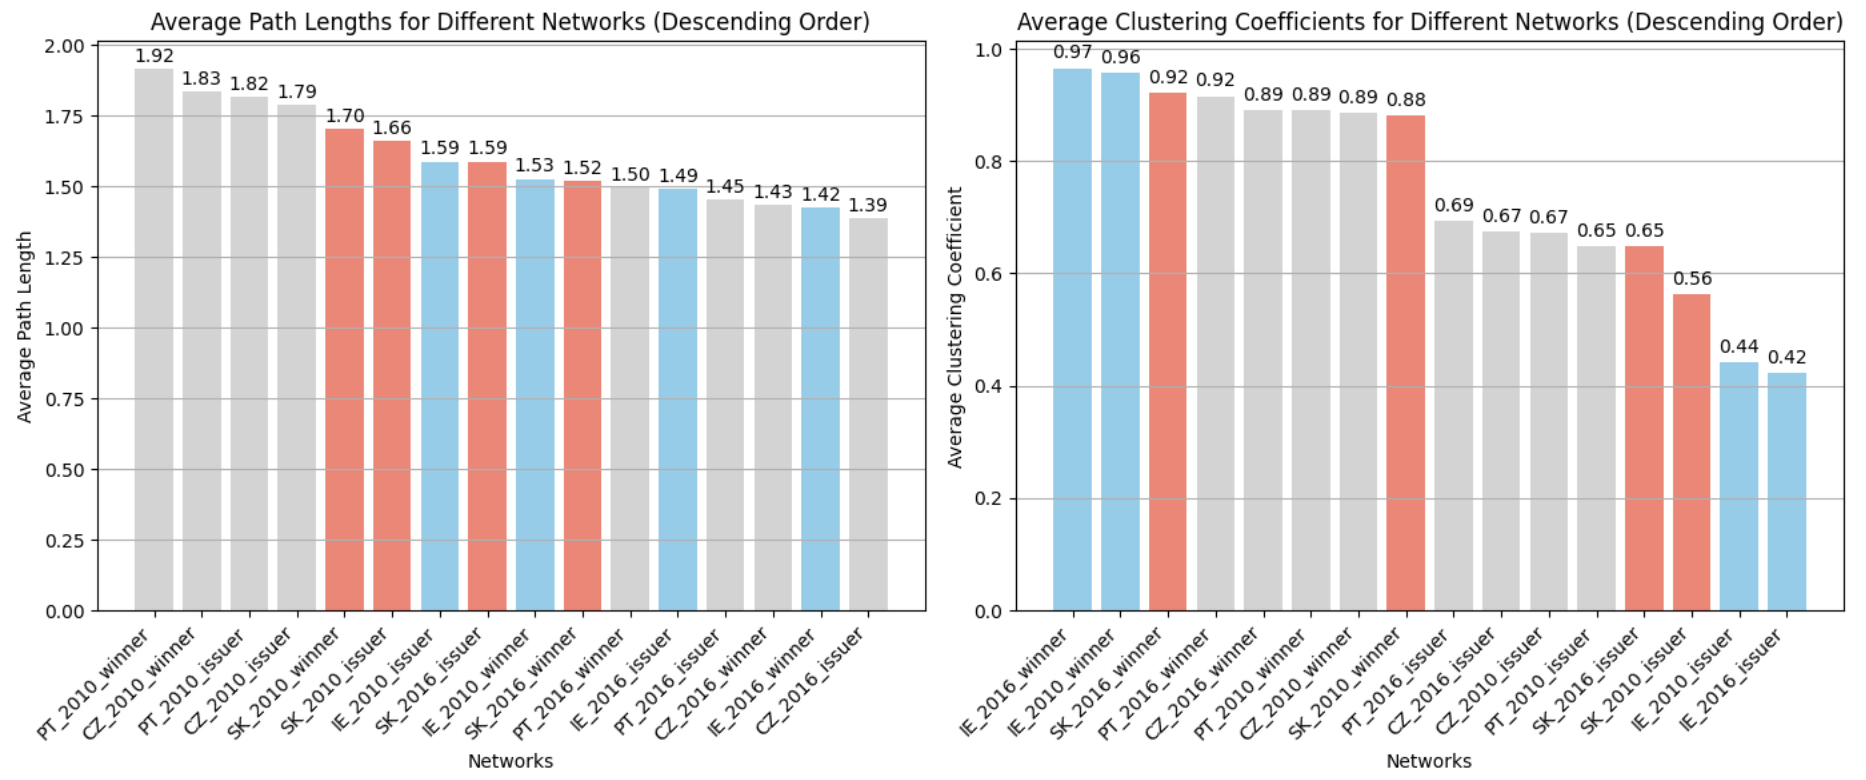 Average Path Lengths for Different Networks (Descending Order)
Average Path Length
2.00
1.75
1.50
1.25
1.00
0.75
0.50
0.25
0.00
1.92
1.83
1.82
1.79
1.70
1.66
1.59
1.59
1.53
1.52
1.50
1.49
1.45
1.43
1.42
1.39
PT_2010_winner
CZ_2010_winner
PT_2010_issuer
CZ_2010_issuer
SK_2010_winner
SK_2010_issuer
IE_2010_issuer
SK_2016_issuer
IE_2010_winner
SK_2016_winner
PT_2016_winner
IE_2016_issuer
PT_2016_issuer
CZ_2016_winner
IE_2016_winner
CZ_2016_issuer
Networks
Average Clustering Coefficients for Different Networks (Descending Order)
Average Clustering Coefficient
1.0
0.8
0.6
0.4
0.2
0.0
0.97
0.96
0.92
0.92
0.89
0.89
0.89
0.88
0.69
0.67
0.67
0.65
0.65
0.56
0.44
0.42
IE_2016_winner
IE_2010_winner
SK_2016_winner
PT_2016_winner
CZ_2016_winner
PT_2010_winner
CZ_2010_winner
SK_2010_winner
PT_2016_issuer
CZ_2016_issuer
CZ_2010_issuer
PT_2010_issuer
SK_2016_issuer
SK_2010_issuer
IE_2010_issuer
IE_2016_issuer
Networks